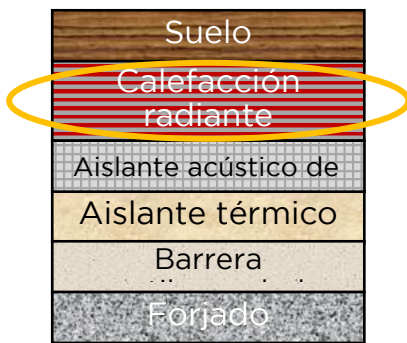 Suelo
Calefacción
radiante
Aislante acústico de
Aislante térmico
Barrera
Forjado